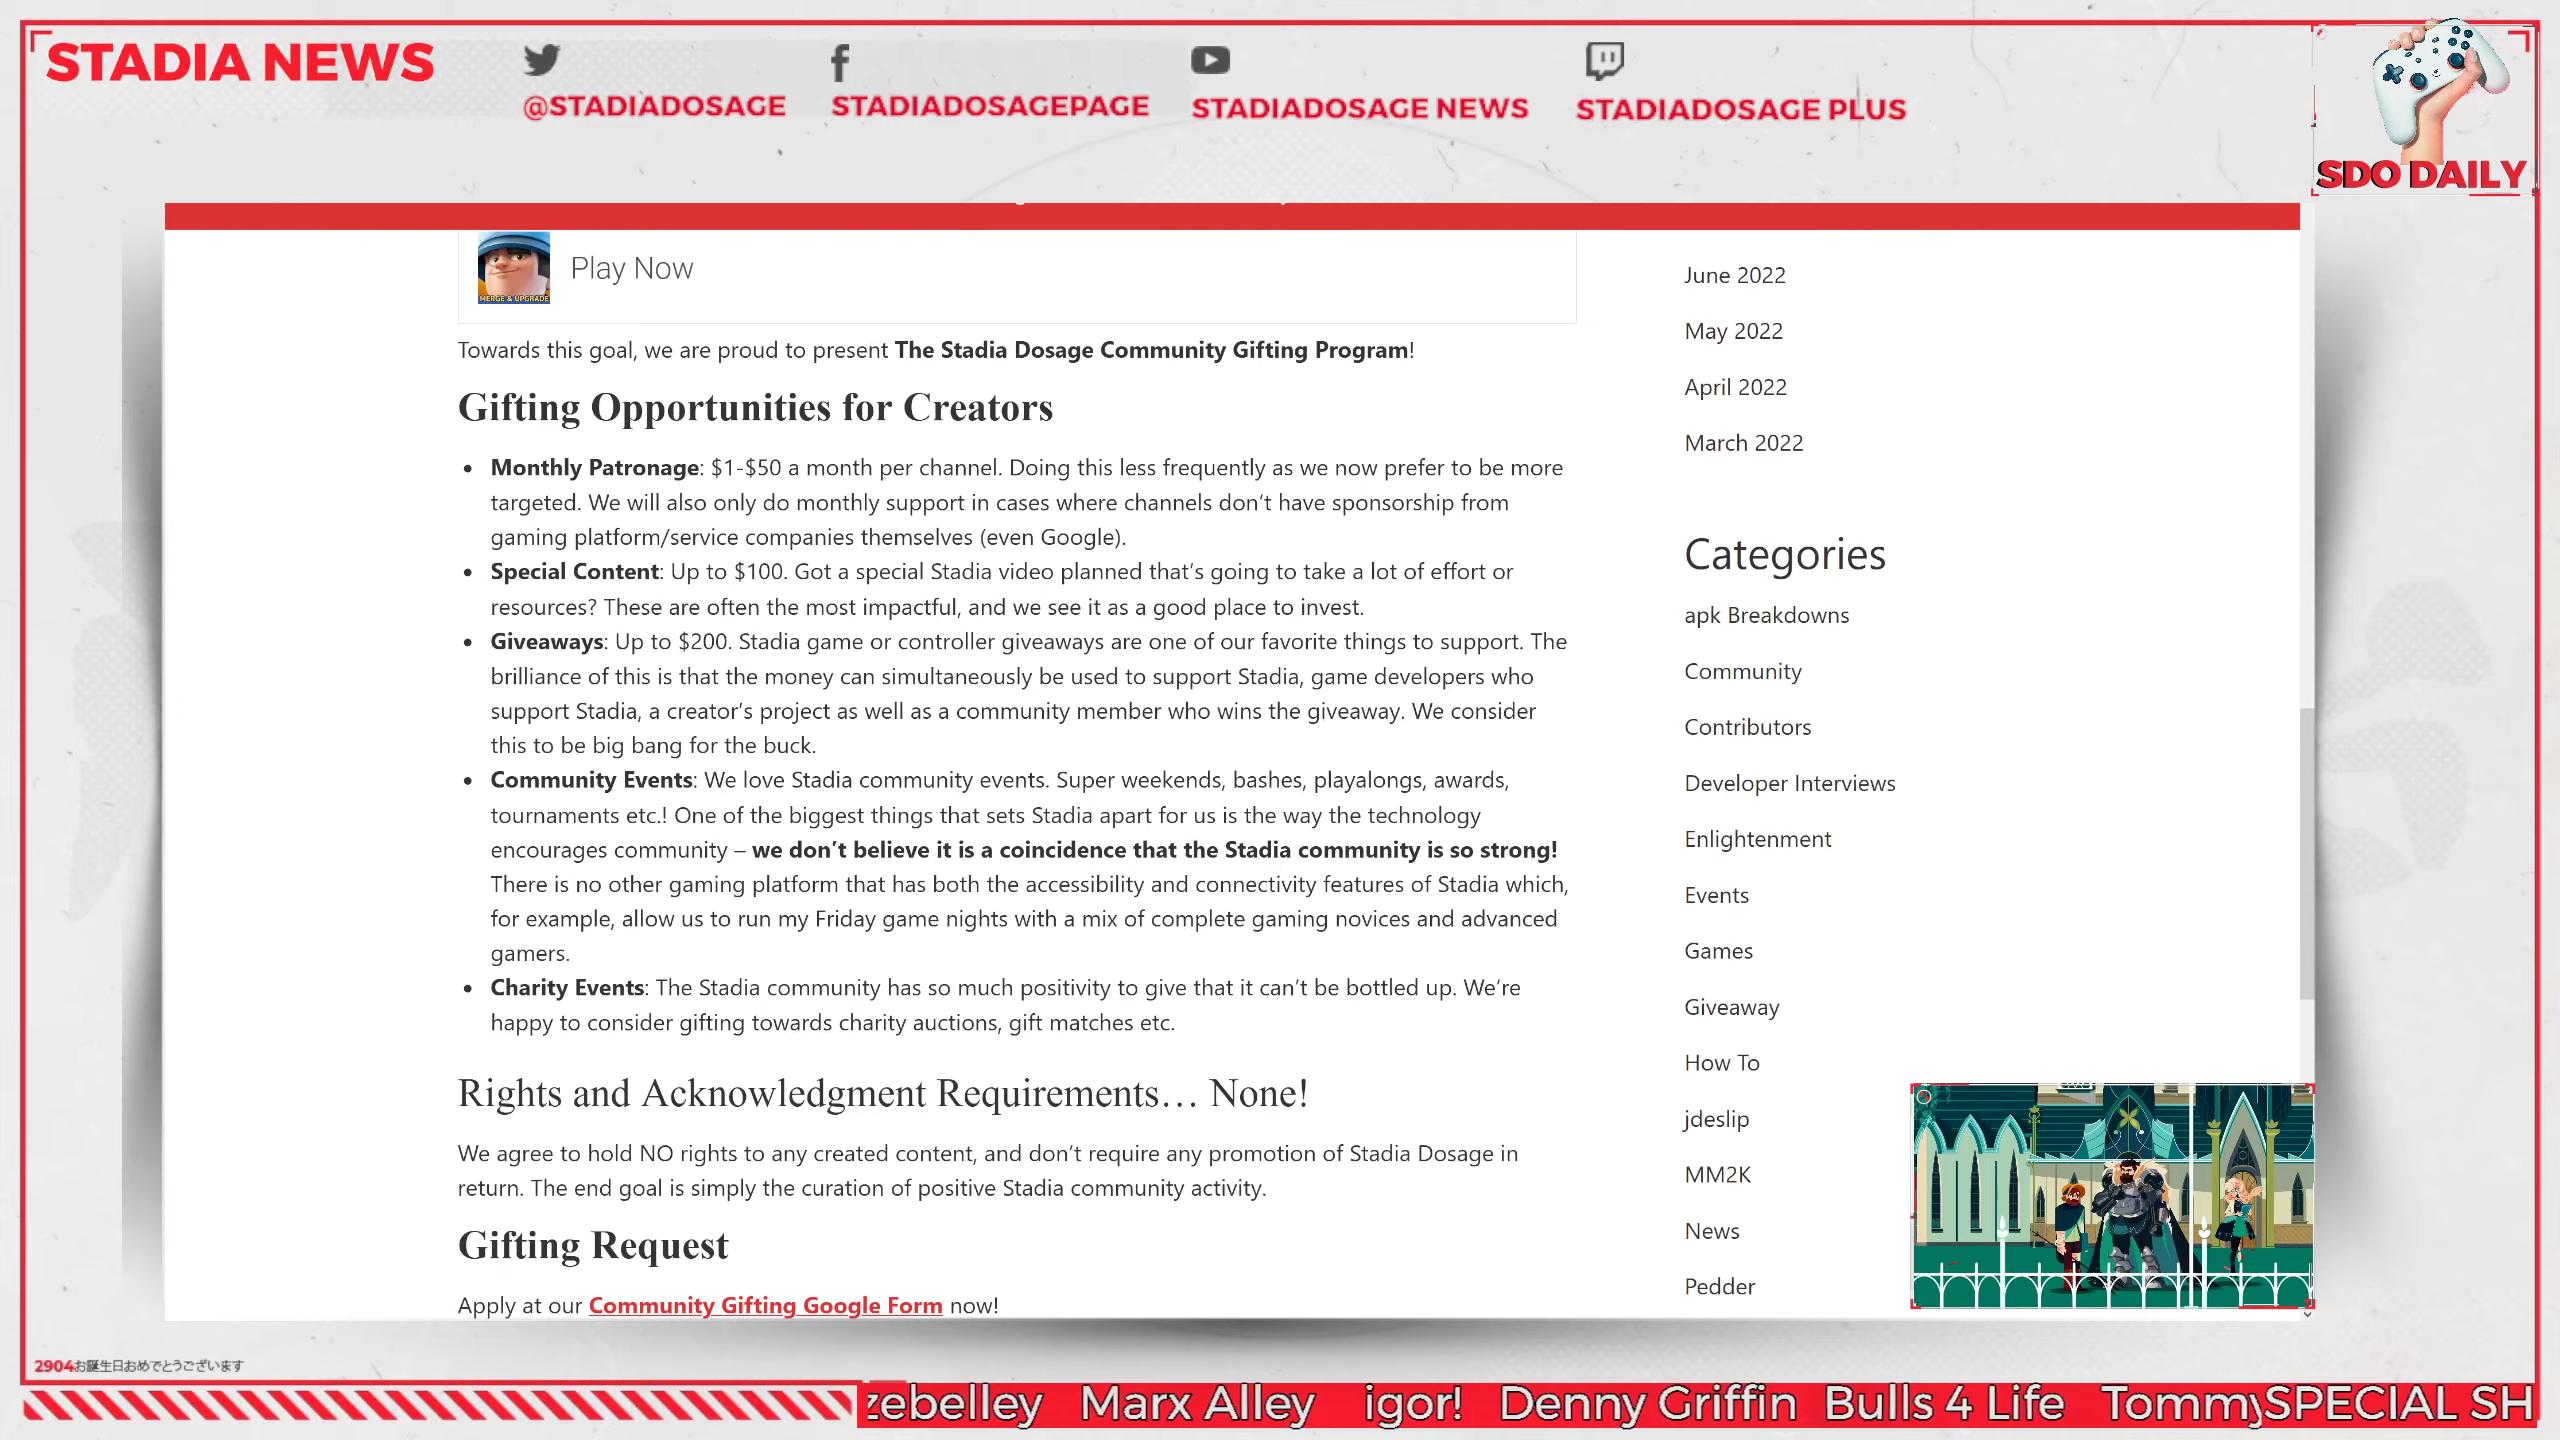 STADIA NEWS
@STADIADOSAGE
STADIADOSAGEPAGE
STADIADOSAGE NEWS
STADIADOSAGE PLUS
SDO DAILY
MERGE & UPGRADE
Play Now
Towards this goal, we are proud to present The Stadia Dosage Community Gifting Program!
Gifting Opportunities for Creators
• Monthly Patronage: $1-$50 a month per channel. Doing this less frequently as we now prefer to be more
targeted. We will also only do monthly support in cases where channels don't have sponsorship from
gaming platform/service companies themselves (even Google).
• Special Content: Up to $100. Got a special Stadia video planned that's going to take a lot of effort or
resources? These are often the most impactful, and we see it as a good place to invest.
• Giveaways: Up to $200. Stadia game or controller giveaways are one of our favorite things to support. The
brilliance of this is that the money can simultaneously be used to support Stadia, game developers who
support Stadia, a creator's project as well as a community member who wins the giveaway. We consider
this to be big bang for the buck.
• Community Events: We love Stadia community events. Super weekends, bashes, playalongs, awards,
tournaments etc.! One of the biggest things that sets Stadia apart for us is the way the technology
encourages community – we don't believe it is a coincidence that the Stadia community is so strong!
There is no other gaming platform that has both the accessibility and connectivity features of Stadia which,
for example, allow us to run my Friday game nights with a mix of complete gaming novices and advanced
gamers.
• Charity Events: The Stadia community has so much positivity to give that it can't be bottled up. We're
happy to consider gifting towards charity auctions, gift matches etc.
Rights and Acknowledgment Requirements… None!
We agree to hold NO rights to any created content, and don't require any promotion of Stadia Dosage in
return. The end goal is simply the curation of positive Stadia community activity.
Gifting Request
Apply at our Community Gifting Google Form now!
June 2022
May 2022
April 2022
March 2022
Categories
apk Breakdowns
Community
Contributors
Developer Interviews
Enlightenment
Events
Games
Giveaway
How To
jdeslip
MM2K
News
Pedder
2904お誕生日おめでとうございます
zebelley Marx Alley igor! Denny Griffin Bulls 4 Life Tommy SPECIAL SH